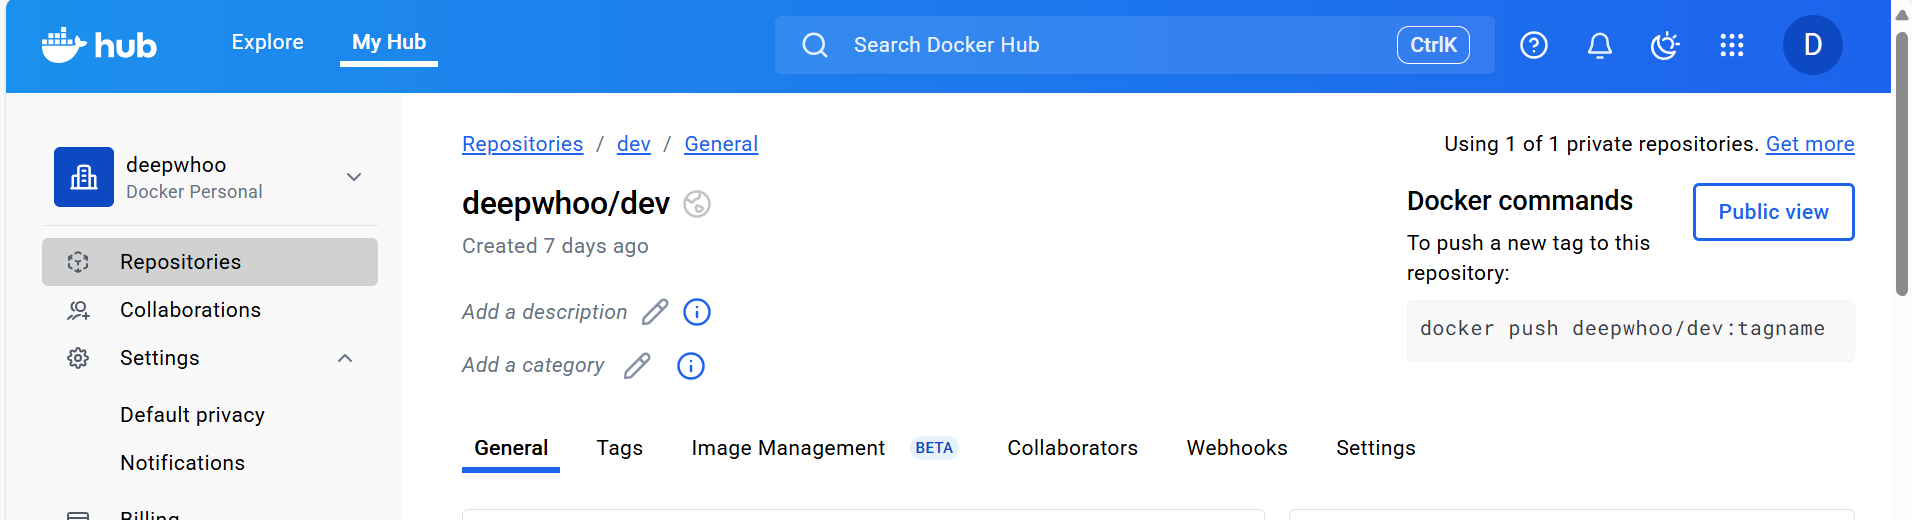 hub
Explore
My Hub
Search Docker Hub
CtrlK
D
deepwhoo
Docker Personal
Repositories
Collaborations
Settings
Default privacy
Notifications
Billing
Repositories / dev / General
Using 1 of 1 private repositories. Get more
deepwhoo/dev
Created 7 days ago
Add a description
Add a category
Docker commands
Public view
To push a new tag to this
repository:
docker push deepwhoo/dev:tagname
General
Tags
Image Management
BETA
Collaborators
Webhooks
Settings